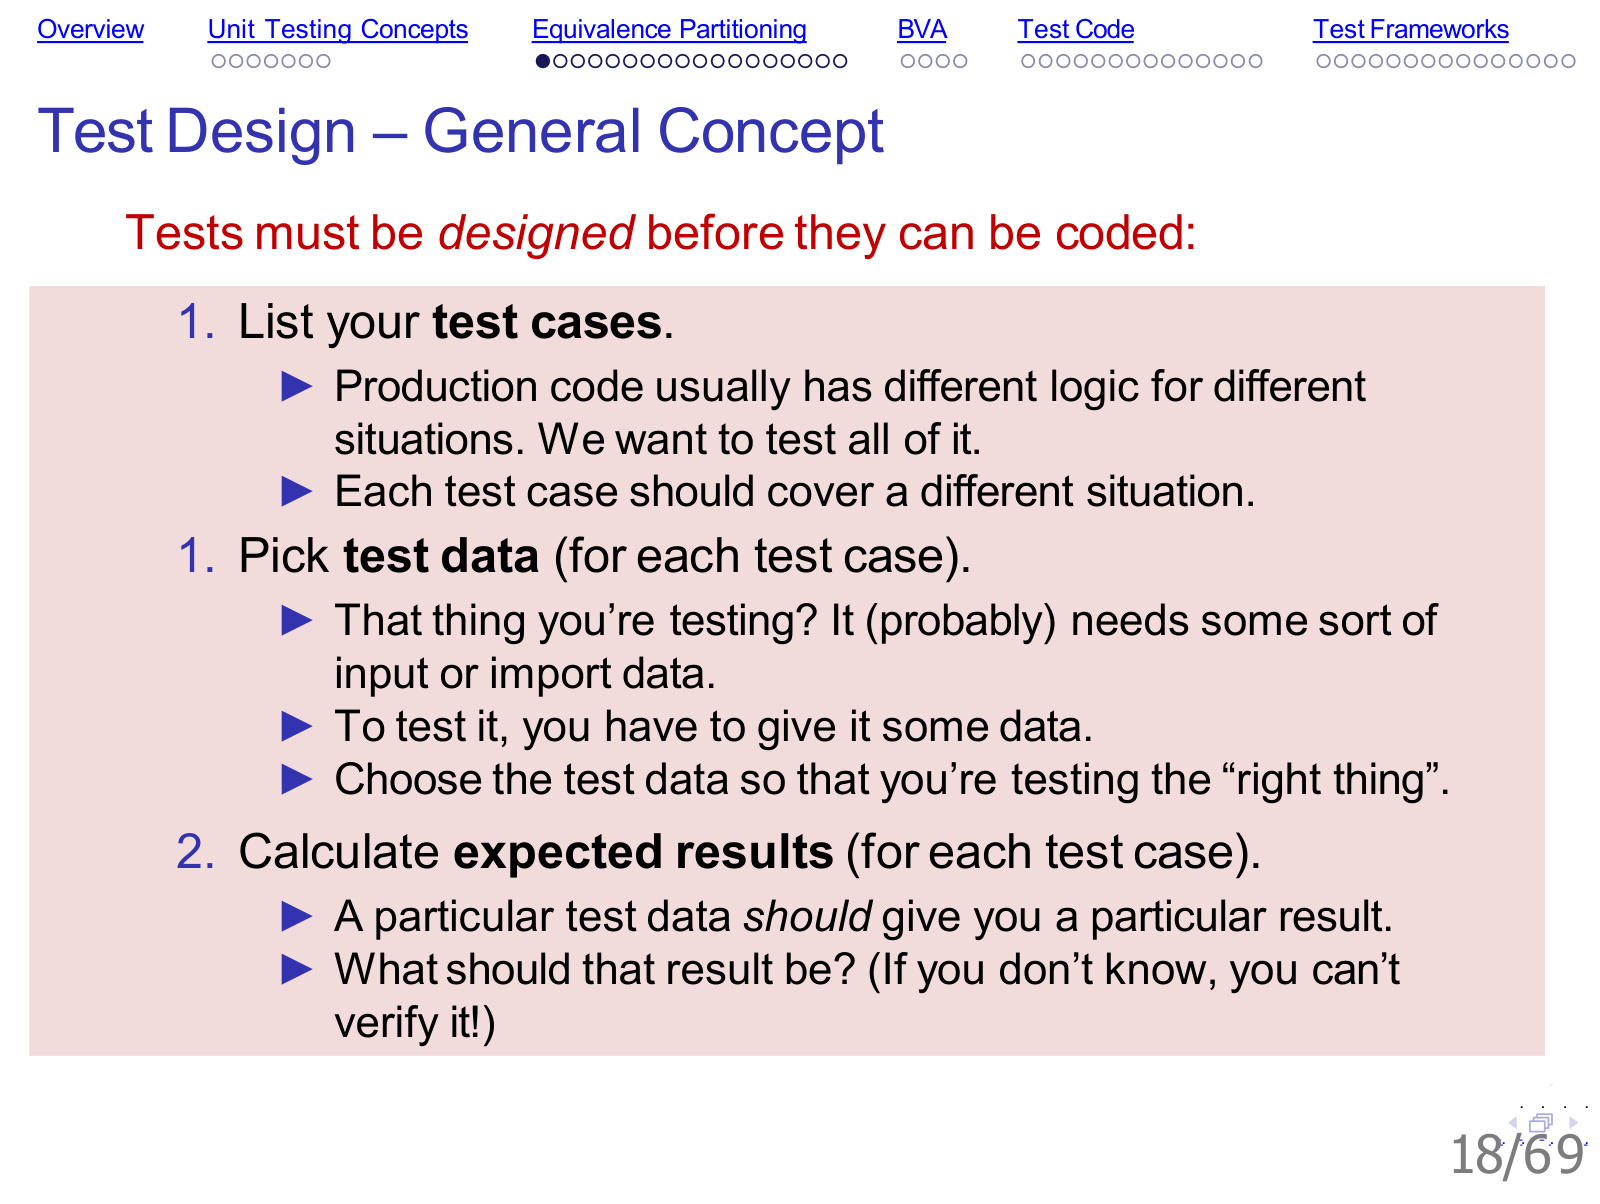 Overview Unit Testing Concepts Equivalence Partitioning BVA Test Code Test Frameworks
Test Design – General Concept
Tests must be designed before they can be coded:
1. List your test cases.
► Production code usually has different logic for different
situations. We want to test all of it.
► Each test case should cover a different situation.
1. Pick test data (for each test case).
► That thing you’re testing? It (probably) needs some sort of
input or import data.
► To test it, you have to give it some data.
► Choose the test data so that you’re testing the “right thing”.
2. Calculate expected results (for each test case).
► A particular test data should give you a particular result.
► What should that result be? (If you don’t know, you can’t
verify it!)
18/69